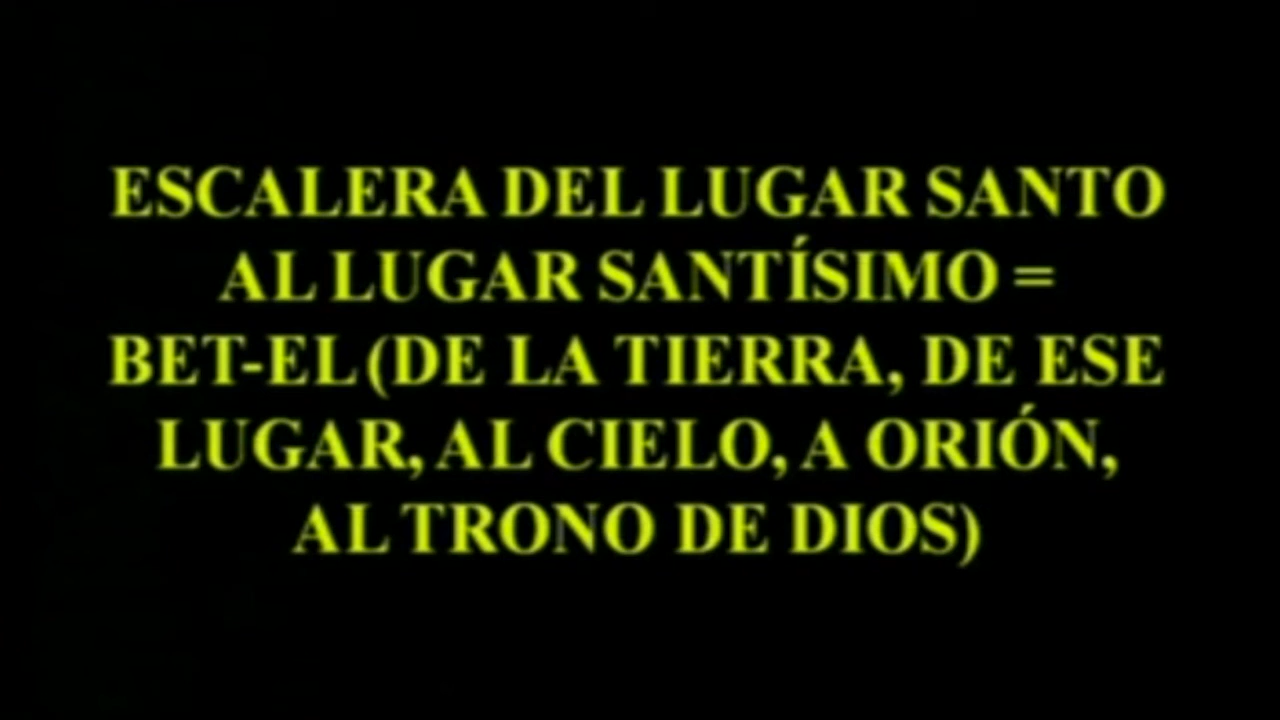 ESCALERA DEL LUGAR SANTO
AL LUGAR SANTÍSIMO =
BET-EL (DE LA TIERRA, DE ESE
LUGAR, AL CIELO, A ORIÓN,
AL TRONO DE DIOS)